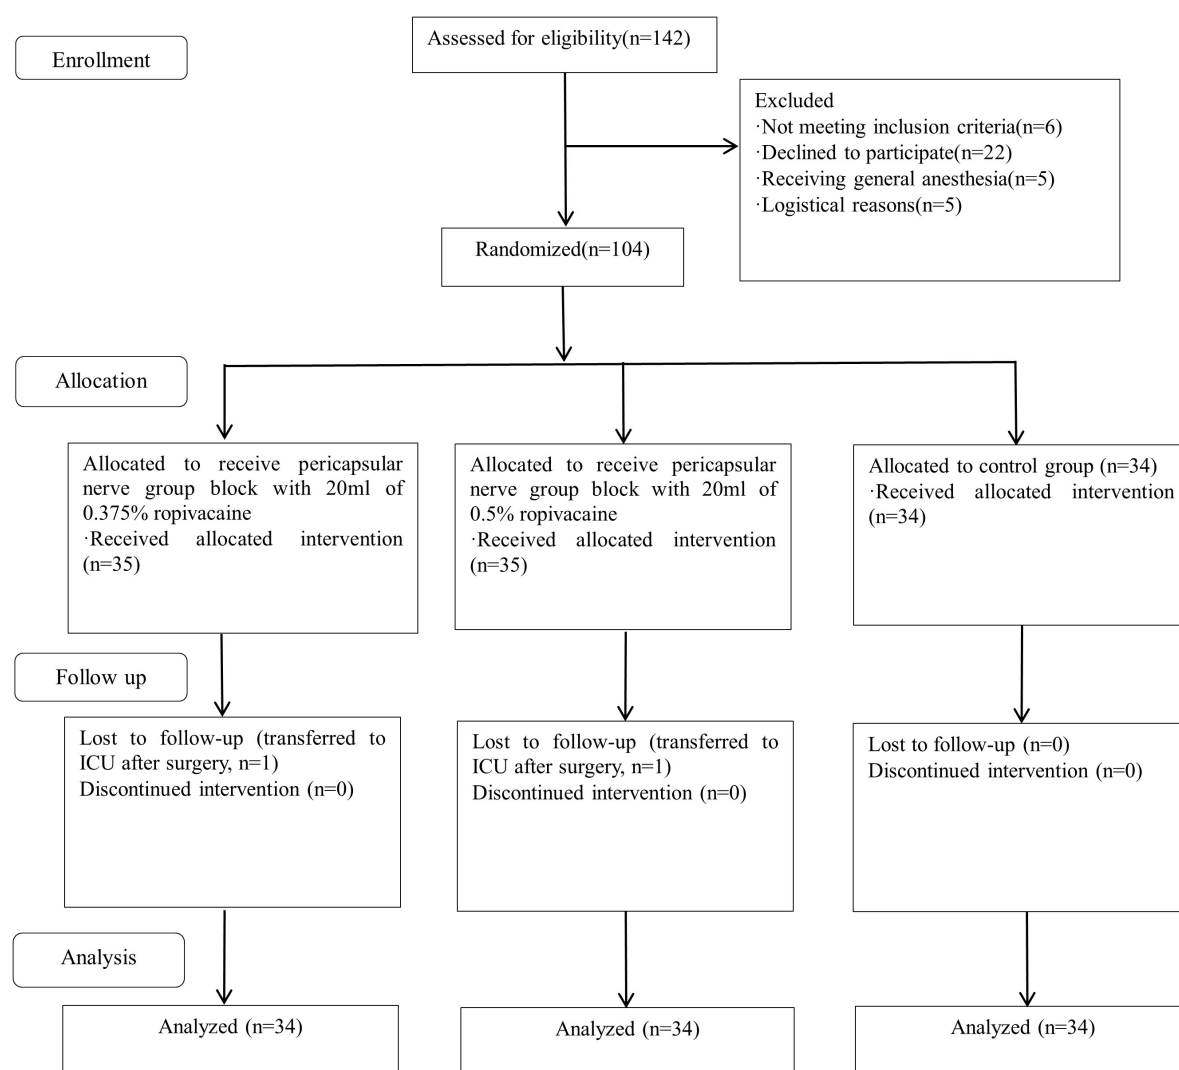 Enrollment
Assessed for eligibility(n=142)
Excluded
·Not meeting inclusion criteria(n=6)
·Declined to participate(n=22)
·Receiving general anesthesia(n=5)
·Logistical reasons(n=5)
Randomized(n=104)
Allocation
Allocated to receive pericapsular
nerve group block with 20ml of
0.375% ropivacaine
·Received allocated intervention
(n=35)
Allocated to receive pericapsular
nerve group block with 20ml of
0.5% ropivacaine
·Received allocated intervention
(n=35)
Allocated to control group (n=34)
·Received allocated intervention
(n=34)
Follow up
Lost to follow-up (transferred to
ICU after surgery, n=1)
Discontinued intervention (n=0)
Lost to follow-up (transferred to
ICU after surgery, n=1)
Discontinued intervention (n=0)
Lost to follow-up (n=0)
Discontinued intervention (n=0)
Analysis
Analyzed (n=34)
Analyzed (n=34)
Analyzed (n=34)